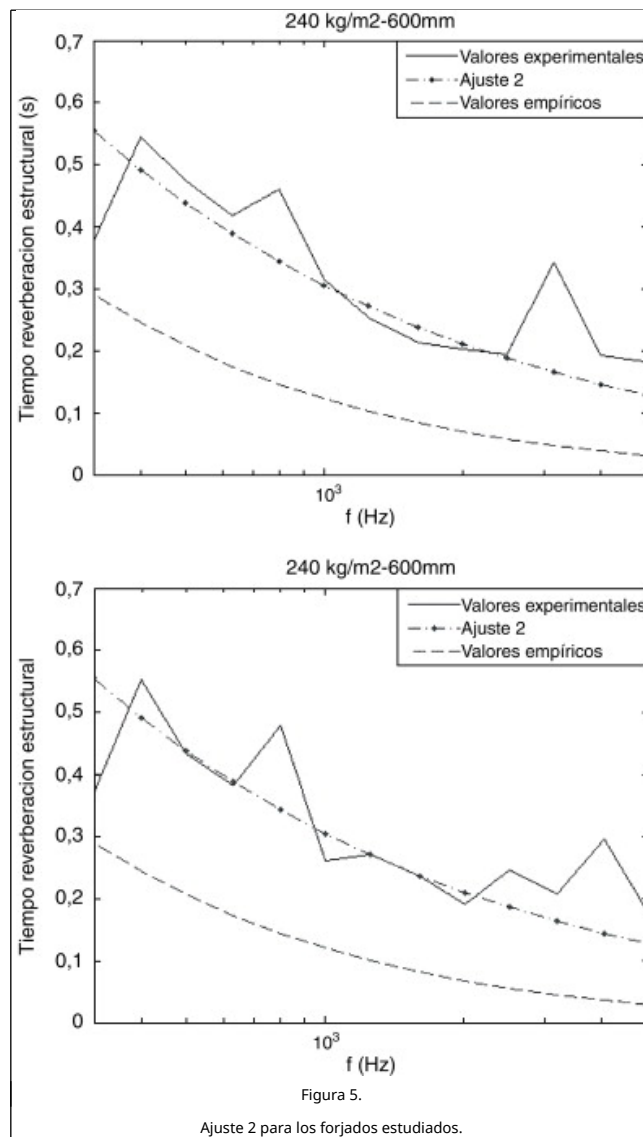 240 kg/m2-600mm
0,7
0,6
0,5
0,4
0,3
0,2
0,1
0
Tiempo reverberacion estructural (s)
Valores experimentales
Ajuste 2
Valores empíricos
10³
f (Hz)
240 kg/m2-600mm
0,7
0,6
0,5
0,4
0,3
0,2
0,1
0
Tiempo reverberacion estructural
Valores experimentales
Ajuste 2
Valores empíricos
10³
f (Hz)
Figura 5.
Ajuste 2 para los forjados estudiados.